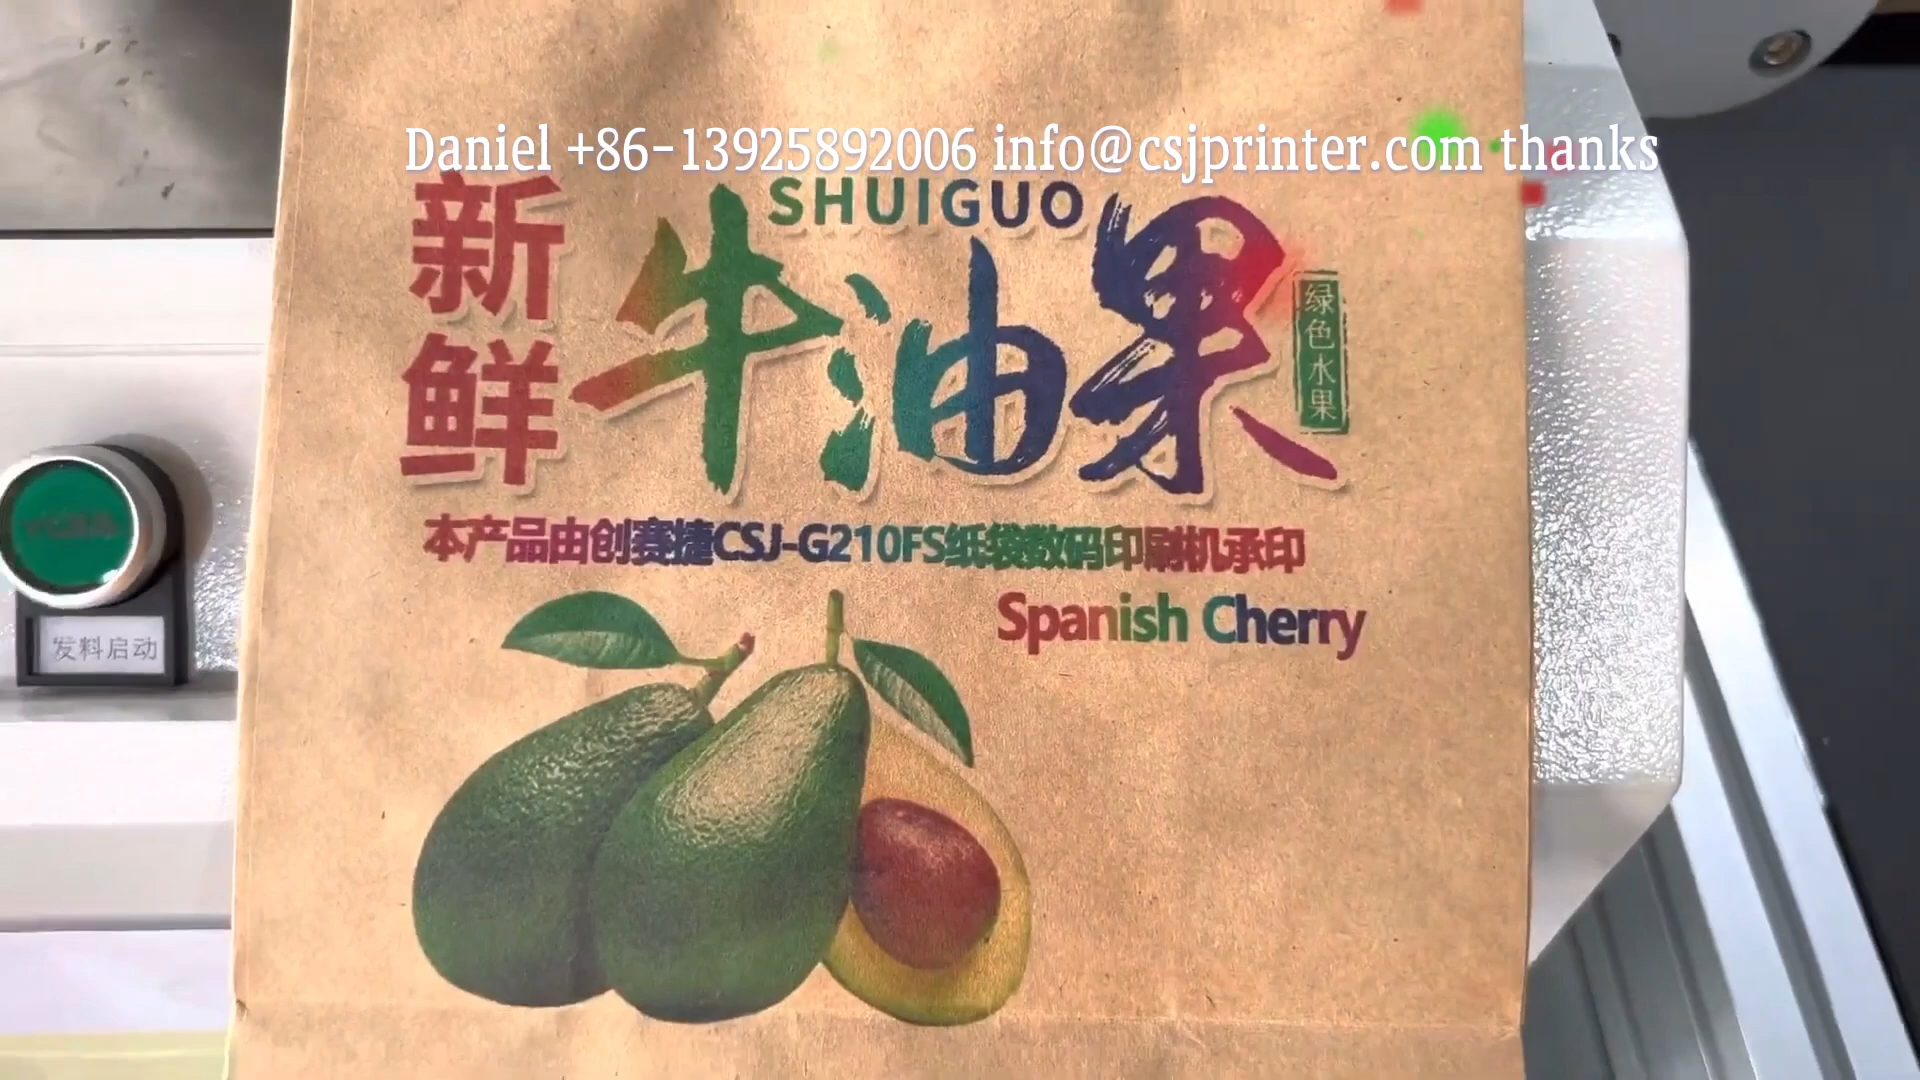 Daniel +86-13925892006 info@csjprinter.com thanks
SHUIGUO
新鲜
牛油果
绿色水果
本产品由创赛捷CSJ-G210FS纸袋数码印刷机承印
Spanish Cherry
发料启动